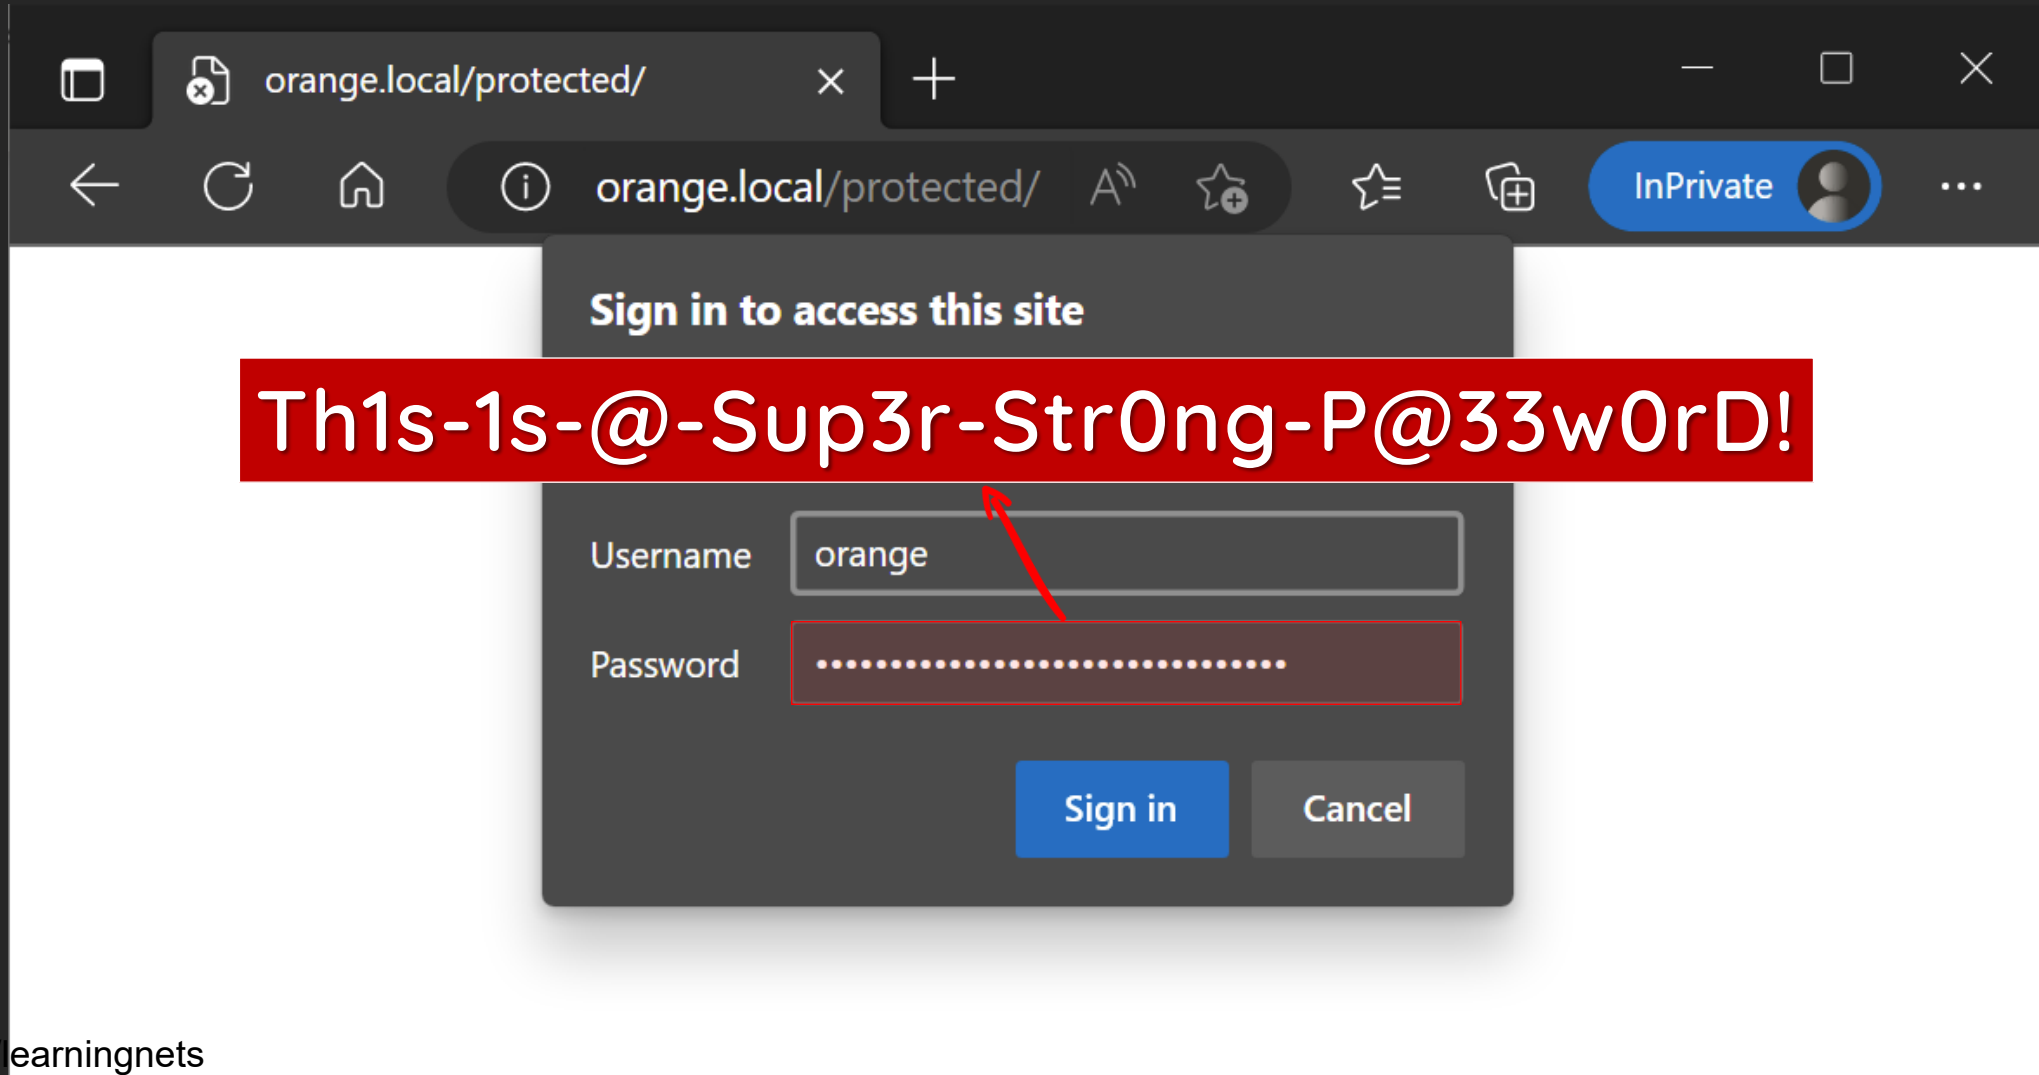 orange.local/protected/
orange.local/protected/
InPrivate
Sign in to access this site
Th1s-1s-@-Sup3r-Str0ng-P@33w0rD!
Username orange
Password ••••••••••••••••••••••••••••••••
Sign in Cancel
learningnets